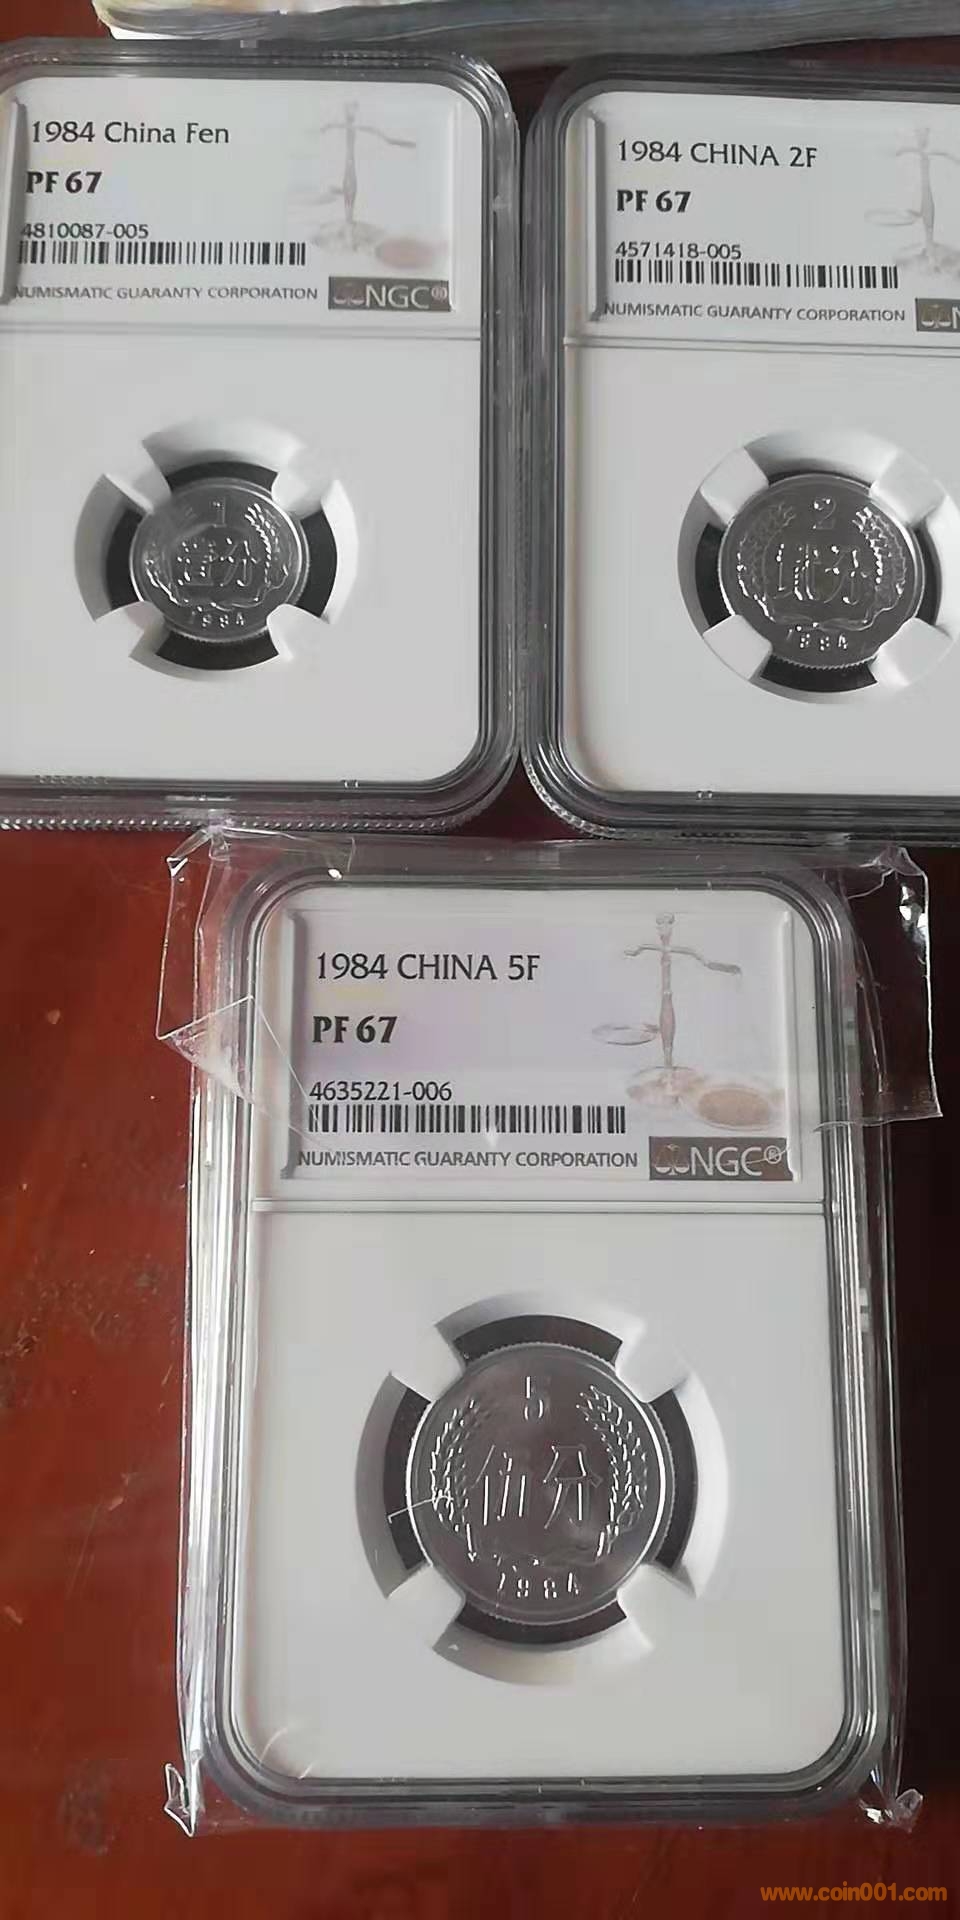 1984 China Fen
PF 67
4810087-005
NUMISMATIC GUARANTY CORPORATION
NGC®
1
壹分
1984
1984 CHINA 2F
PF 67
4571418-005
NUMISMATIC GUARANTY CORPORATION
2
贰分
1984
1984 CHINA 5F
PF 67
4635221-006
NUMISMATIC GUARANTY CORPORATION
NGC®
5
伍分
1984
www.coin001.com